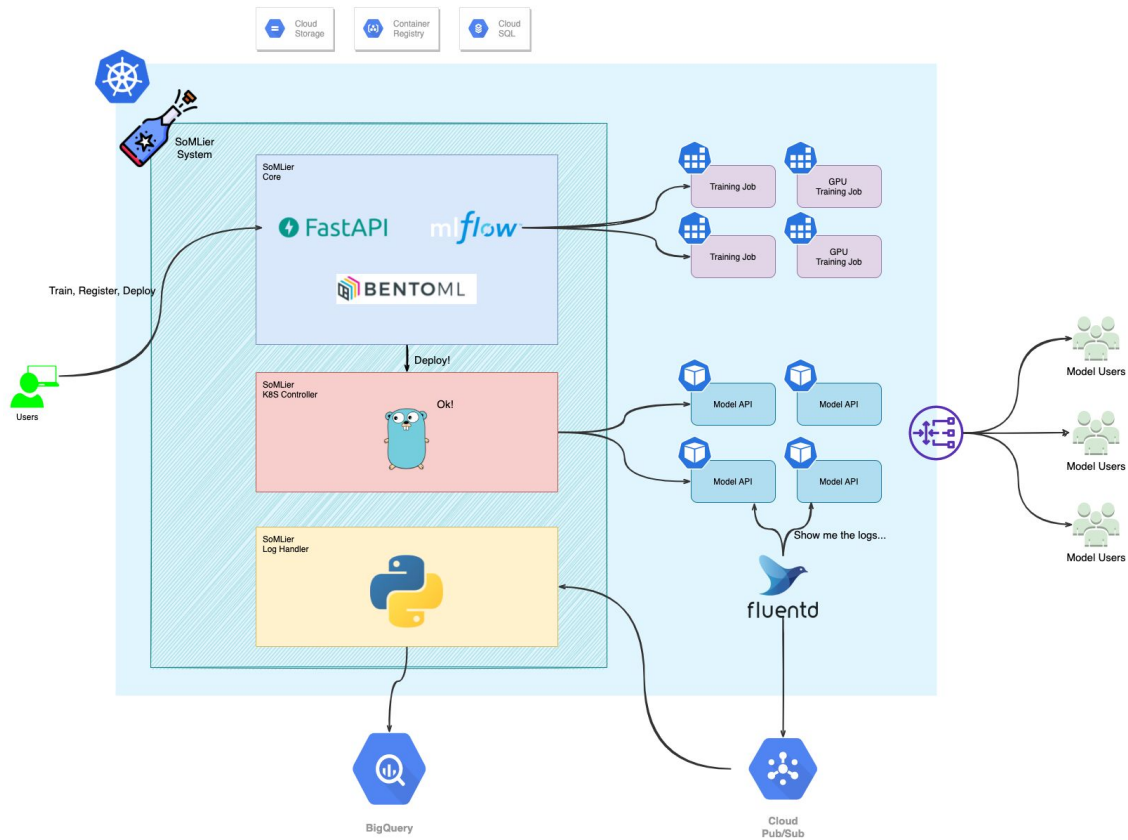 Cloud
Storage
Container
Registry
Cloud
SQL
SoMLier
System
SoMLier
Core
FastAPI
mlflow
BENTOML
Training Job
GPU
Training Job
Training Job
GPU
Training Job
Train, Register, Deploy
Users
Deploy!
SoMLier
K8S Controller
Ok!
Model API
Model API
Model API
Model API
Model Users
Model Users
Model Users
SoMLier
Log Handler
Show me the logs...
fluentd
BigQuery
Cloud
Pub/Sub